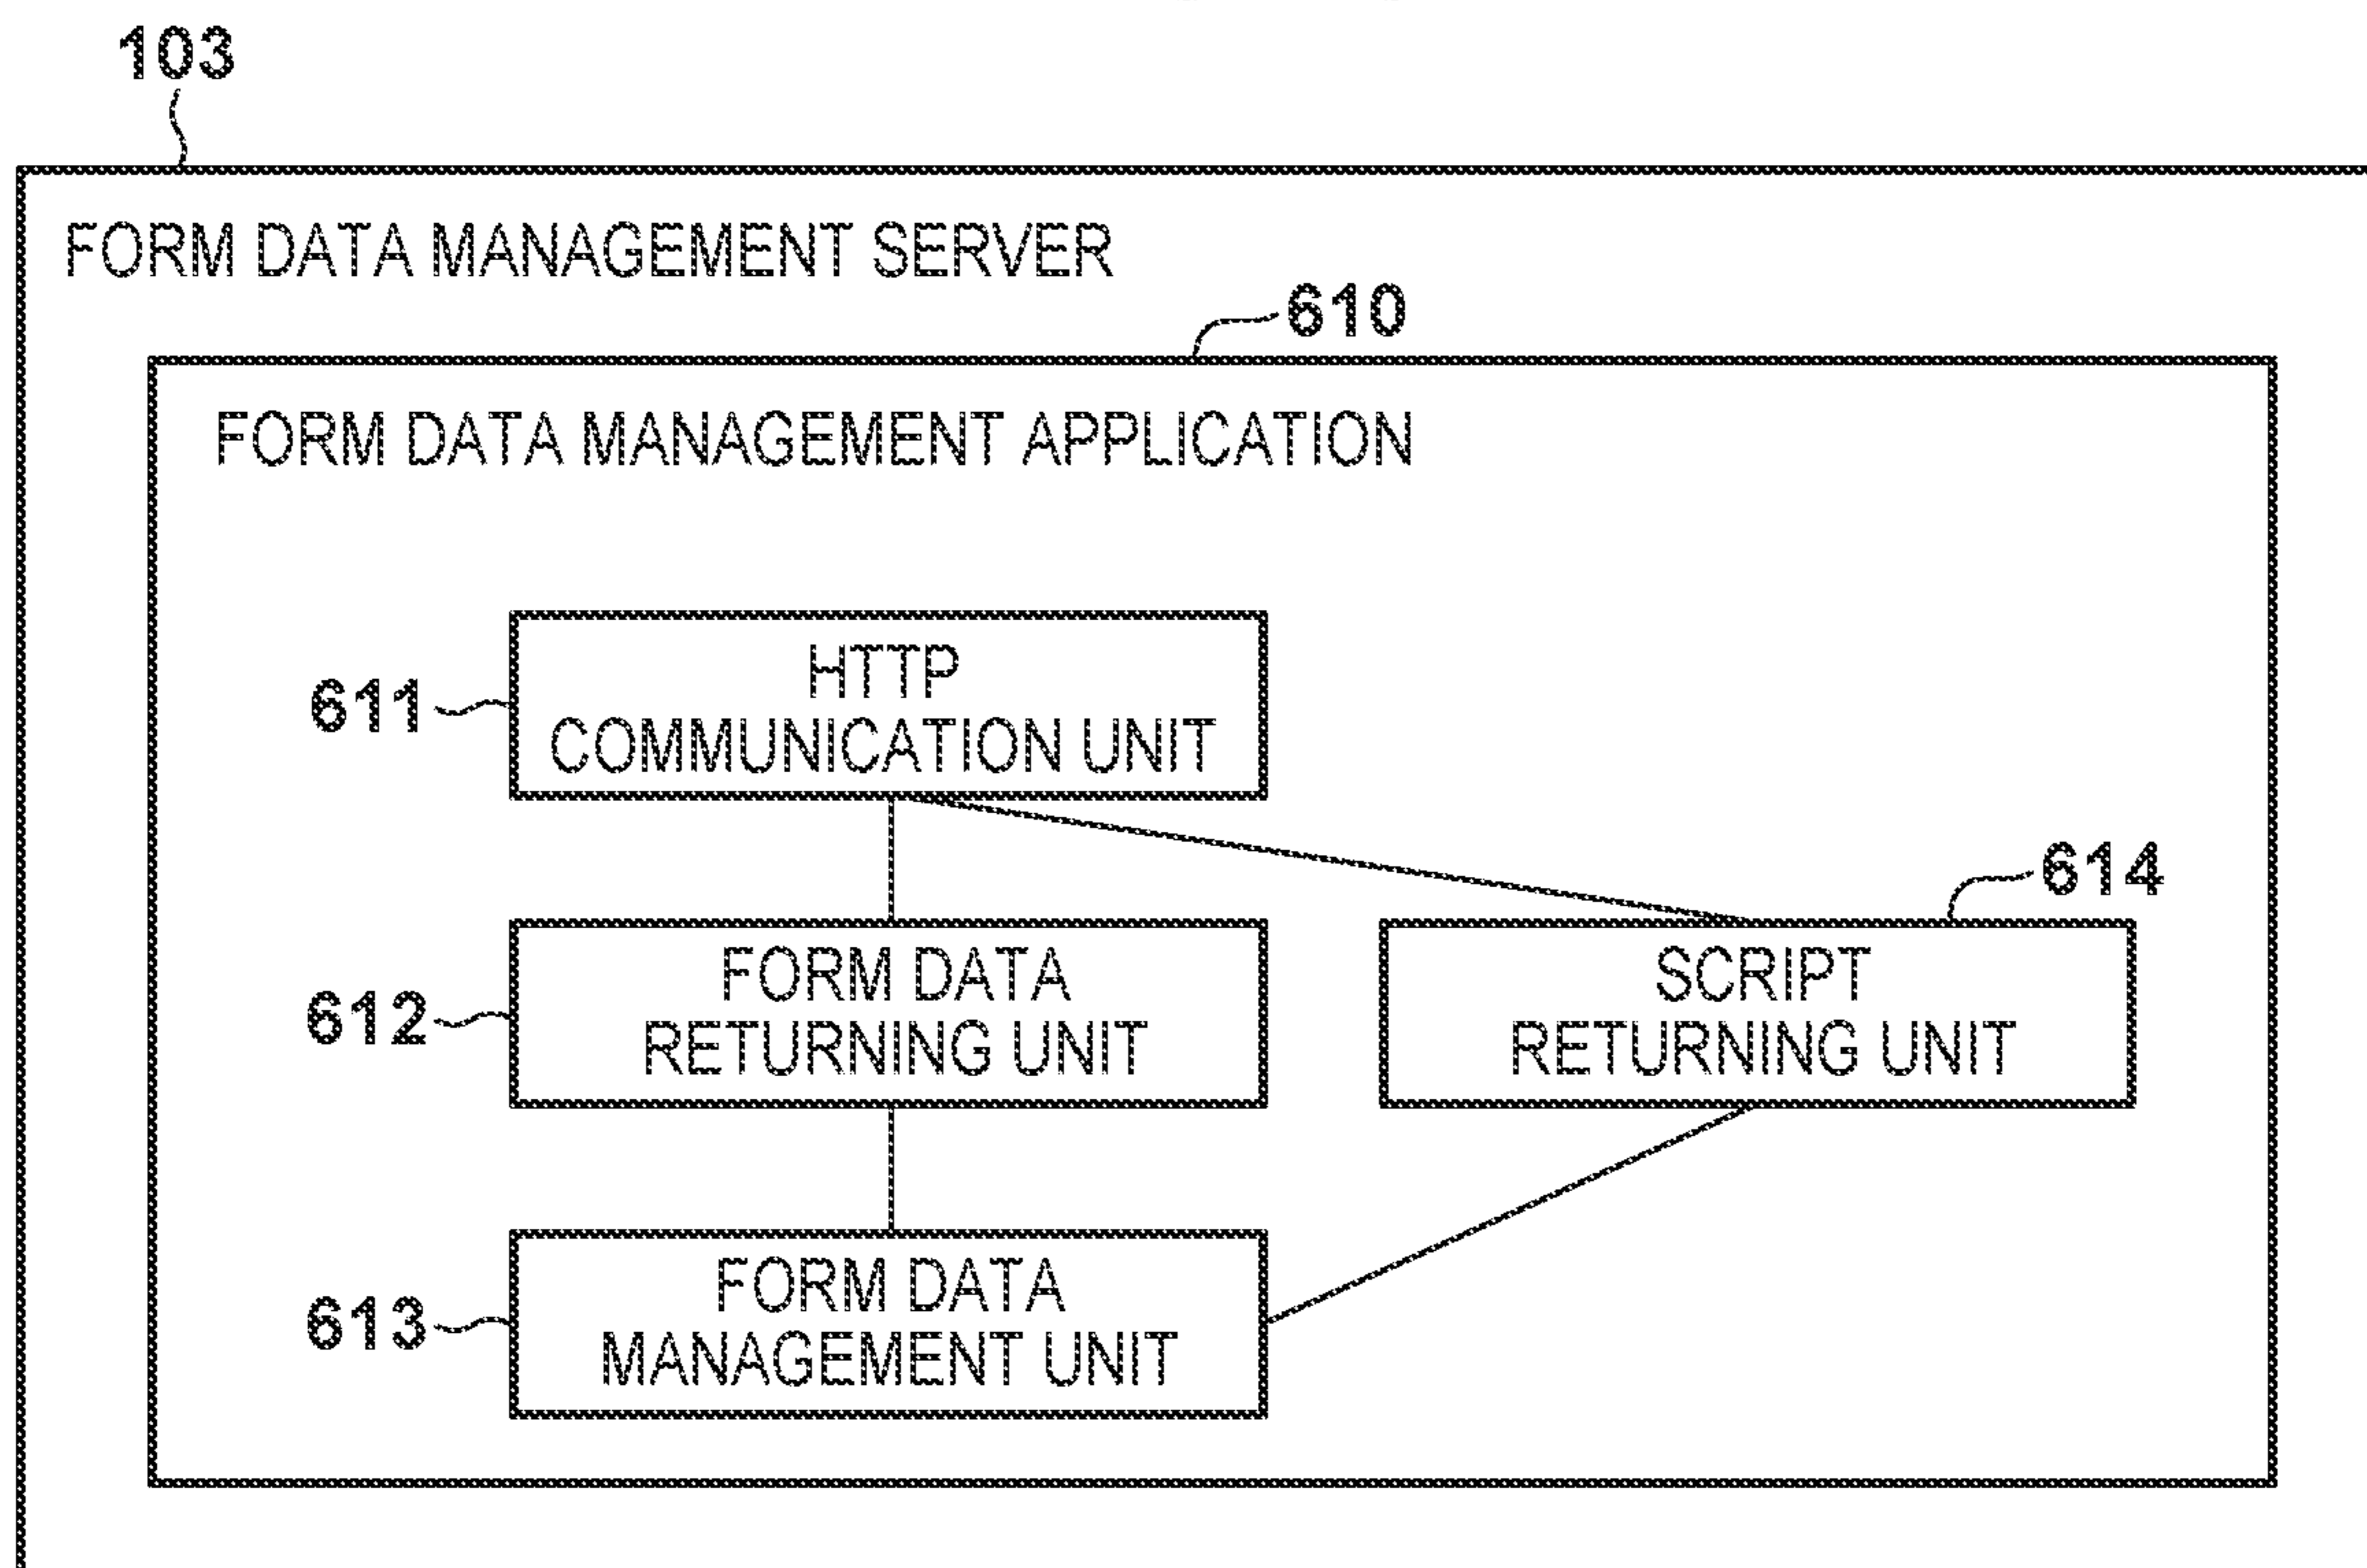 103
FORM DATA MANAGEMENT SERVER
610
FORM DATA MANAGEMENT APPLICATION
HTTP
611
COMMUNICATION UNIT
614
FORM DATA
RETURNING UNIT
612
SCRIPT
RETURNING UNIT
FORM DATA
MANAGEMENT UNIT
613